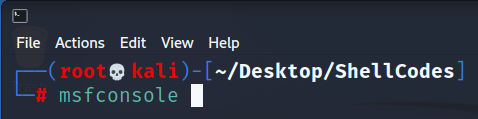 File Actions Edit View Help
┌──(root💀kali)-[~/Desktop/ShellCodes]
└─# msfconsole